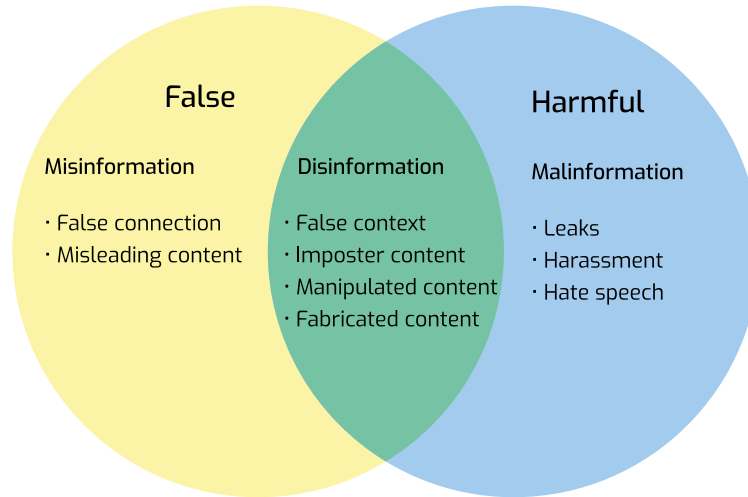 False
Misinformation
· False connection
· Misleading content
Disinformation
· False context
· Imposter content
· Manipulated content
· Fabricated content
Harmful
Malinformation
· Leaks
· Harassment
· Hate speech